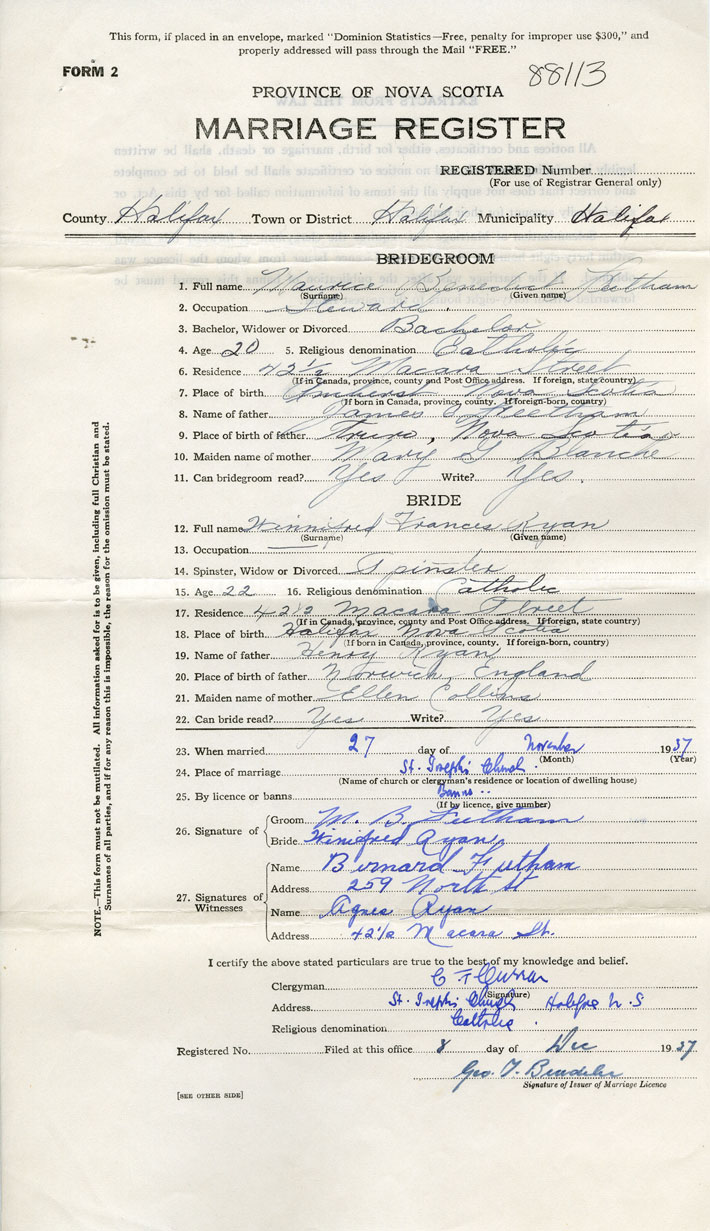 This form, if placed in an envelope, marked "Dominion Statistics—Free, penalty for improper use $300," and
properly addressed will pass through the Mail "FREE."
FORM 2
88113
PROVINCE OF NOVA SCOTIA
MARRIAGE REGISTER
REGISTERED Number
(For use of Registrar General only)
County Halifax Town or District Halifax Municipality Halifax
BRIDEGROOM
1. Full name Maurice Benedict
(Surname) (Given name)
2. Occupation Steward
3. Bachelor, Widower or Divorced Bachelor
4. Age 20 5. Religious denomination Catholic
6. Residence 42½ Macara Street
(If in Canada, province, county and Post Office address. If foreign, state country)
7. Place of birth Amherst Nova Scotia
(If born in Canada, province, county. If foreign-born, country)
8. Name of father James
9. Place of birth of father Truro, Nova Scotia
10. Maiden name of mother Mary G Blanche
11. Can bridegroom read? Yes Write? Yes.
BRIDE
12. Full name Winnifred Frances Ryan
(Surname) (Given name)
13. Occupation
14. Spinster, Widow or Divorced Spinster
15. Age 22 16. Religious denomination Catholic
17. Residence 42½ Macara Street
(If in Canada, province, county and Post Office address. If foreign, state country)
18. Place of birth Halifax Nova Scotia
(If born in Canada, province, county. If foreign-born, country)
19. Name of father Henry Ryan
20. Place of birth of father Norwich, England
21. Maiden name of mother Ellen Collins
22. Can bride read? Yes Write? Yes
23. When married 27 day of November 1937
(Month) (Year)
24. Place of marriage St. Joseph's Church
(Name of church or clergyman's residence or location of dwelling house)
25. By licence or banns Banns
(If by licence, give number)
26. Signature of
Groom M. B.
Bride Winifred Ryan
27. Signatures of Witnesses
Name Bernard
Address 259 North St
Name Agnes Ryan
Address 42½ Macara St.
I certify the above stated particulars are true to the best of my knowledge and belief.
Clergyman C F Curran
(Signature)
Address St. Joseph's Church Halifax N. S
Religious denomination Catholic
Registered No. Filed at this office 8 day of Dec 1937
Geo. T.
Signature of Issuer of Marriage Licence
[SEE OTHER SIDE]
NOTE.—This form must not be mutilated. All information asked for is to be given, including full Christian and
Surnames of all parties, and if for any reason this is impossible, the reason for the omission must be stated.